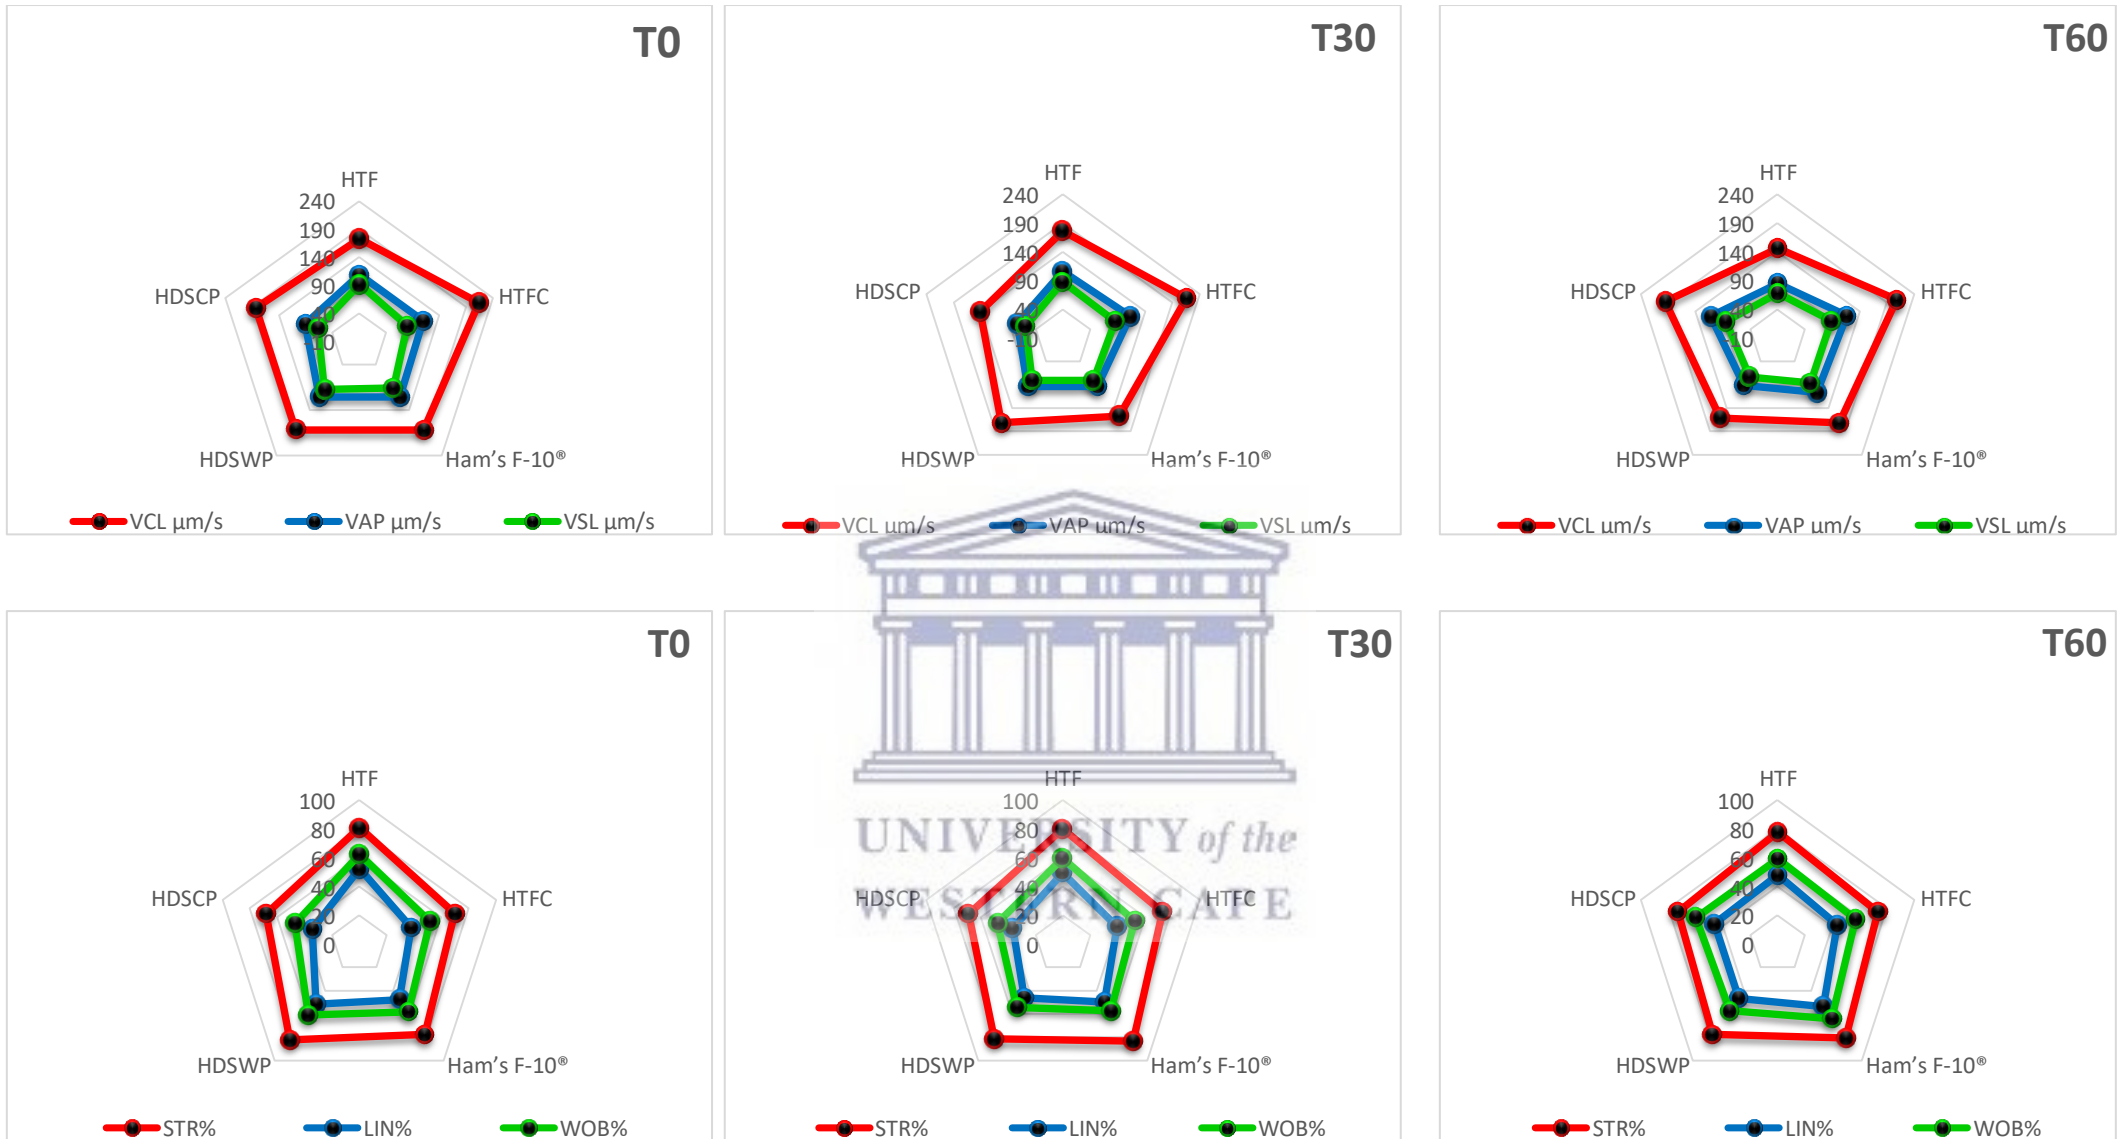 T0
HTF
240
190
140
90
40
-10
HTFC
Ham's F-10®
HDSWP
HDSCP
VCL µm/s VAP µm/s VSL µm/s
T30
HTF
240
190
140
90
40
-10
HTFC
Ham's F-10®
HDSWP
HDSCP
VCL µm/s VAP µm/s VSL µm/s
T60
HTF
240
190
140
90
40
-10
HTFC
Ham's F-10®
HDSWP
HDSCP
VCL µm/s VAP µm/s VSL µm/s
T0
HTF
100
80
60
40
20
0
HTFC
Ham's F-10®
HDSWP
HDSCP
STR% LIN% WOB%
T30
HTF
100
80
60
40
20
0
HTFC
Ham's F-10®
HDSWP
HDSCP
STR% LIN% WOB%
UNIVERSITY of the
WESTERN CAPE
T60
HTF
100
80
60
40
20
0
HTFC
Ham's F-10®
HDSWP
HDSCP
STR% LIN% WOB%